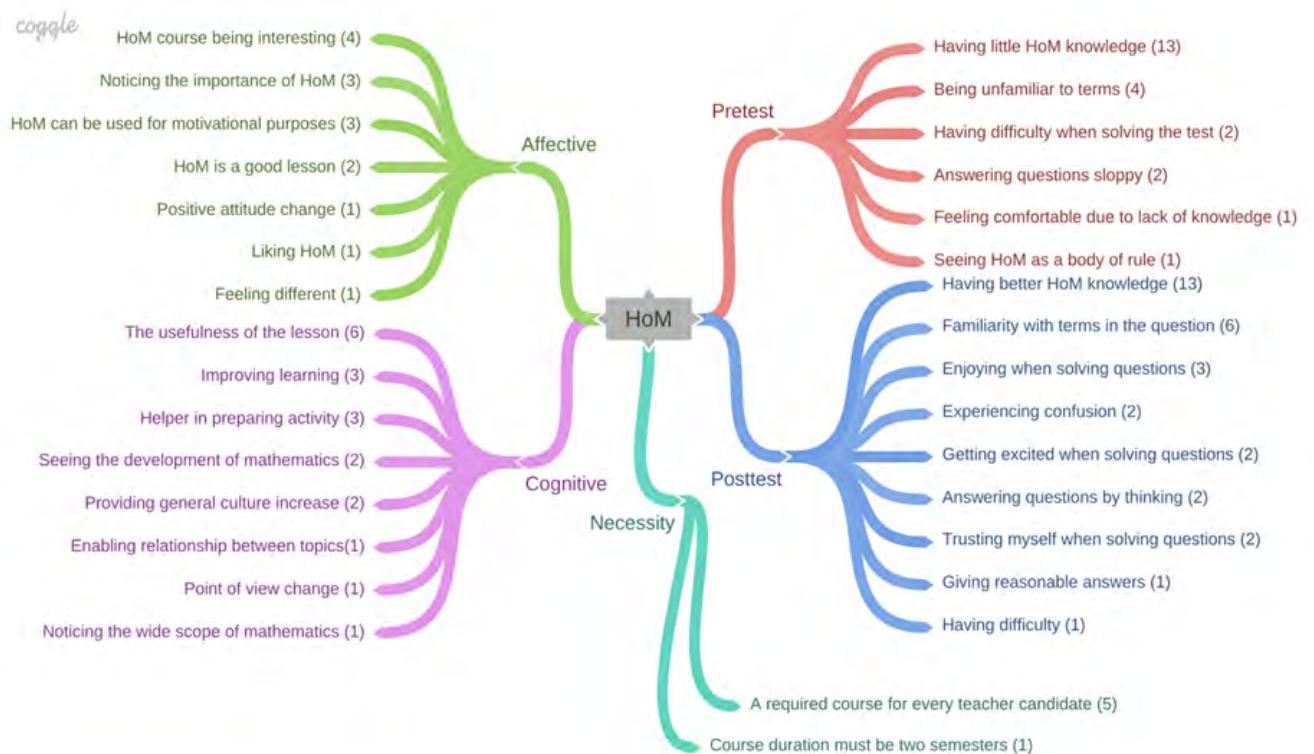 coggle
HoM course being interesting (4)
Noticing the importance of HoM (3)
HoM can be used for motivational purposes (3)
HoM is a good lesson (2)
Positive attitude change (1)
Liking HoM (1)
Feeling different (1)
Affective
The usefulness of the lesson (6)
Improving learning (3)
Helper in preparing activity (3)
Seeing the development of mathematics (2)
Providing general culture increase (2)
Enabling relationship between topics(1)
Point of view change (1)
Noticing the wide scope of mathematics (1)
Cognitive
HoM
Pretest
Having little HoM knowledge (13)
Being unfamiliar to terms (4)
Having difficulty when solving the test (2)
Answering questions sloppy (2)
Feeling comfortable due to lack of knowledge (1)
Seeing HoM as a body of rule (1)
Posttest
Having better HoM knowledge (13)
Familiarity with terms in the question (6)
Enjoying when solving questions (3)
Experiencing confusion (2)
Getting excited when solving questions (2)
Answering questions by thinking (2)
Trusting myself when solving questions (2)
Giving reasonable answers (1)
Having difficulty (1)
Necessity
A required course for every teacher candidate (5)
Course duration must be two semesters (1)